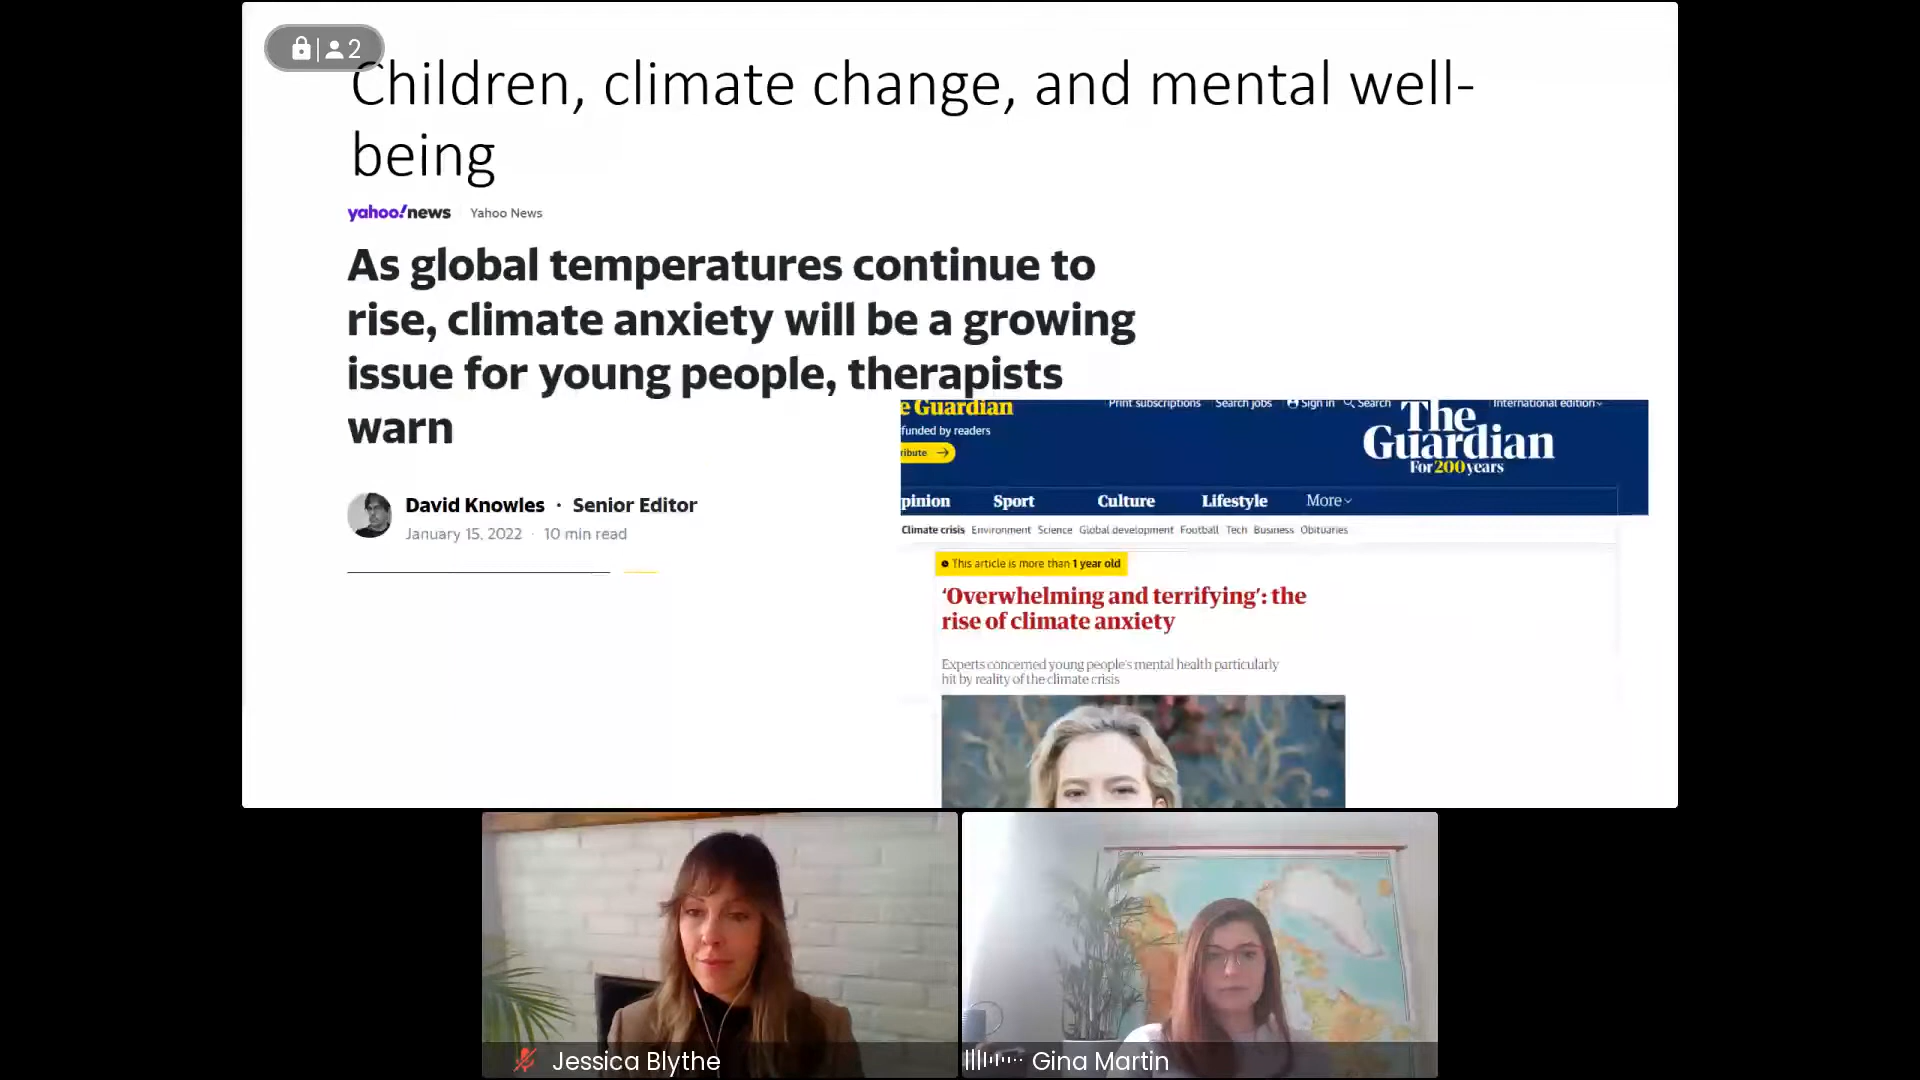 2
Children, climate change, and mental well-
being
yahoo!news Yahoo News
As global temperatures continue to
rise, climate anxiety will be a growing
issue for young people, therapists
warn
David Knowles · Senior Editor
January 15, 2022 · 10 min read
e Guardian
funded by readers
ribute
Print subscriptions Search jobs Sign in Search International edition
The
Guardian
For 200 years
pinion Sport Culture Lifestyle More
Climate crisis Environment Science Global development Football Tech Business Obituaries
This article is more than 1 year old
‘Overwhelming and terrifying’: the
rise of climate anxiety
Experts concerned young people's mental health particularly
hit by reality of the climate crisis
Jessica Blythe
Gina Martin